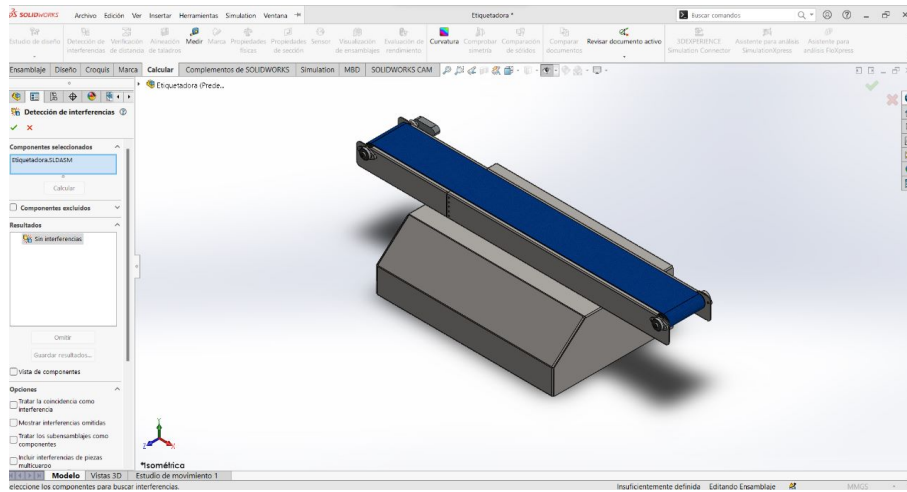 SOLIDWORKS Archivo Edición Ver Insertar Herramientas Simulation Ventana Etiquetadora * Buscar comandos
Estudio de diseño Detección de interferencias Verificación de distancia Alineación de taladros Medir Marca Propiedades físicas Propiedades de sección Sensor Visualización de ensamblajes Evaluación de rendimiento Curvatura Comprobar simetría Comparación de sólidos Comparar documentos Revisar documento activo 3DEXPERIENCE Simulation Connector Asistente para análisis SimulationXpress Asistente para análisis FloXpress
Ensamblaje Diseño Croquis Marca Calcular Complementos de SOLIDWORKS Simulation MBD SOLIDWORKS CAM
Etiquetadora (Prede...
Detección de interferencias
Componentes seleccionados
Etiquetadora.SLDASM
Calcular
Componentes excluidos
Resultados
Sin interferencias
Omitir
Guardar resultados...
Vista de componentes
Opciones
Tratar la coincidencia como
interferencia
Mostrar interferencias omitidas
Tratar los subensamblajes como
componentes
Incluir interferencias de piezas
multicuerpo
Y
Z X
*Isométrica
Modelo Vistas 3D Estudio de movimiento 1
eleccione los componentes para buscar interferencias. Insuficientemente definida Editando Ensamblaje MMGS